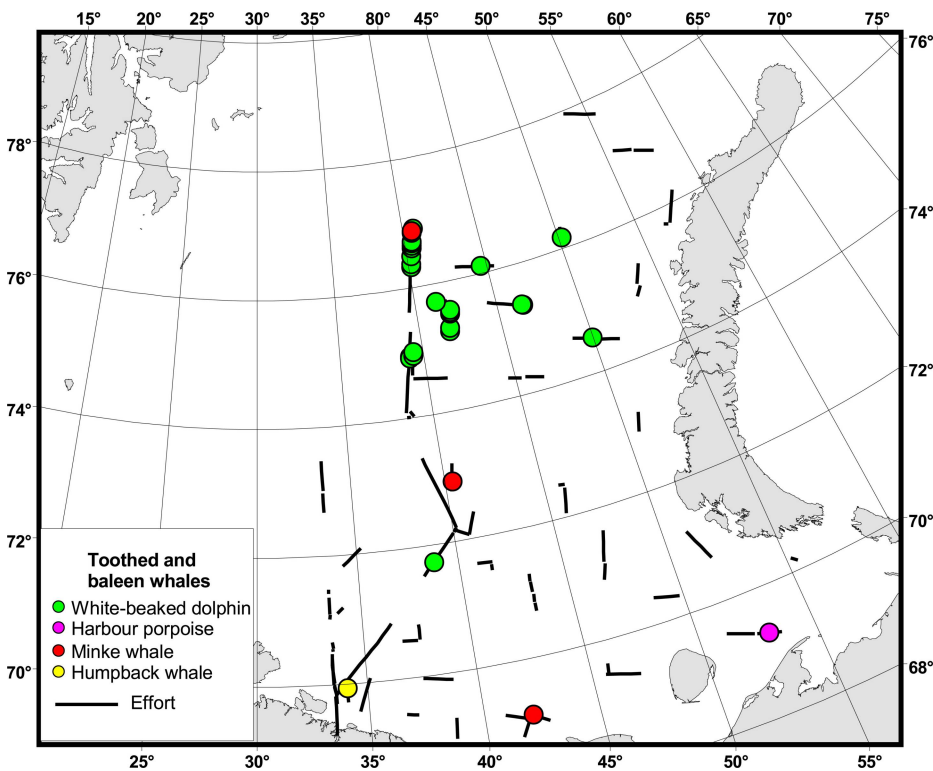 15° 20° 30° 35° 80° 45° 50° 55° 60° 65° 70° 75°
76°
78°
74°
76°
72°
74°
70°
72°
Toothed and
baleen whales
White-beaked dolphin
Harbour porpoise
Minke whale
Humpback whale
Effort
70°
68°
25° 30° 35° 40° 45° 50° 55°